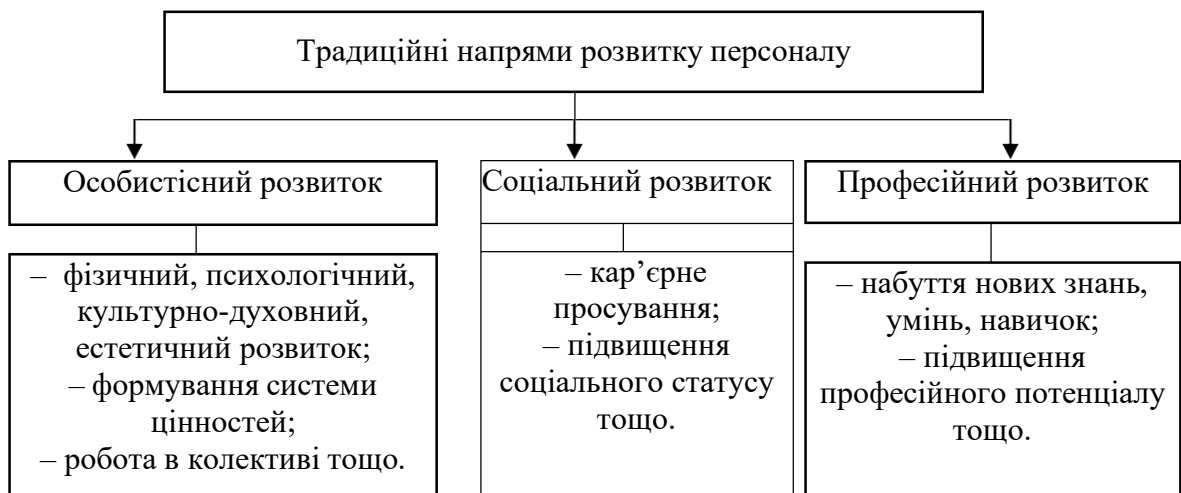 Традиційні напрями розвитку персоналу
Особистісний розвиток
– фізичний, психологічний,
культурно-духовний,
естетичний розвиток;
– формування системи
цінностей;
– робота в колективі тощо.
Соціальний розвиток
– кар’єрне
просування;
– підвищення
соціального статусу
тощо.
Професійний розвиток
– набуття нових знань,
умінь, навичок;
– підвищення
професійного потенціалу
тощо.